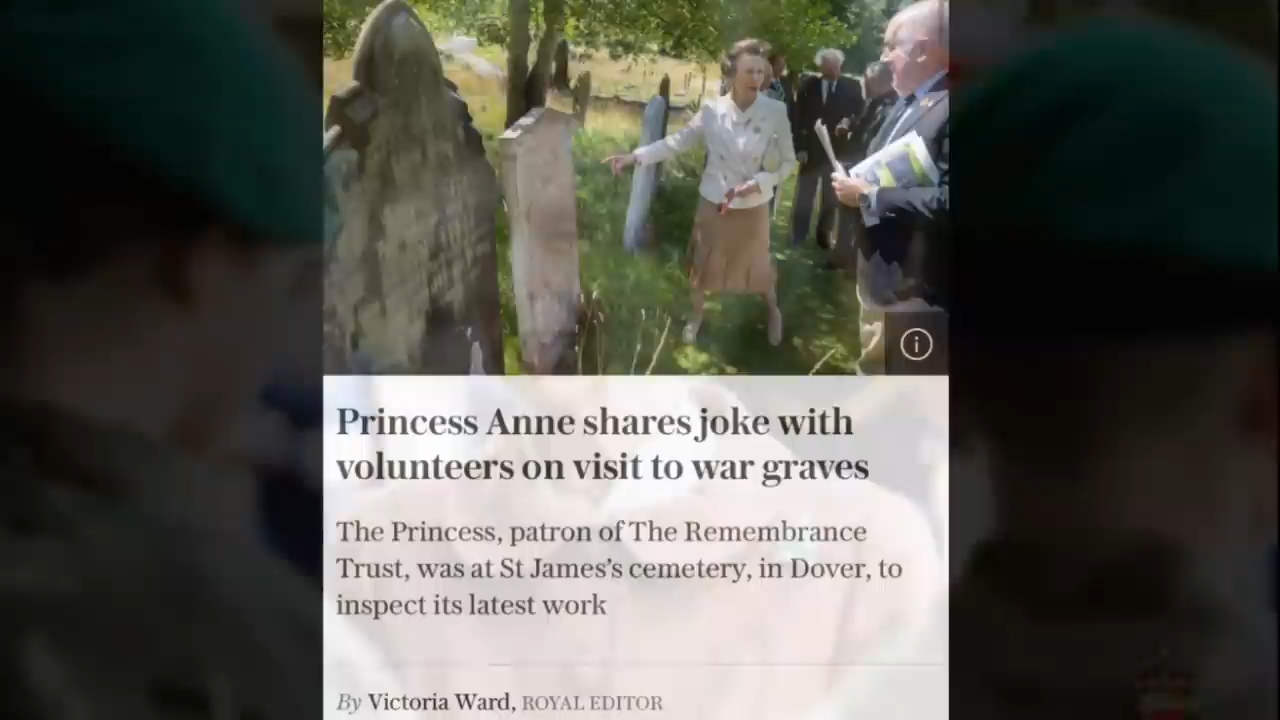 Princess Anne shares joke with
volunteers on visit to war graves
The Princess, patron of The Remembrance
Trust, was at St James's cemetery, in Dover, to
inspect its latest work
By Victoria Ward, ROYAL EDITOR